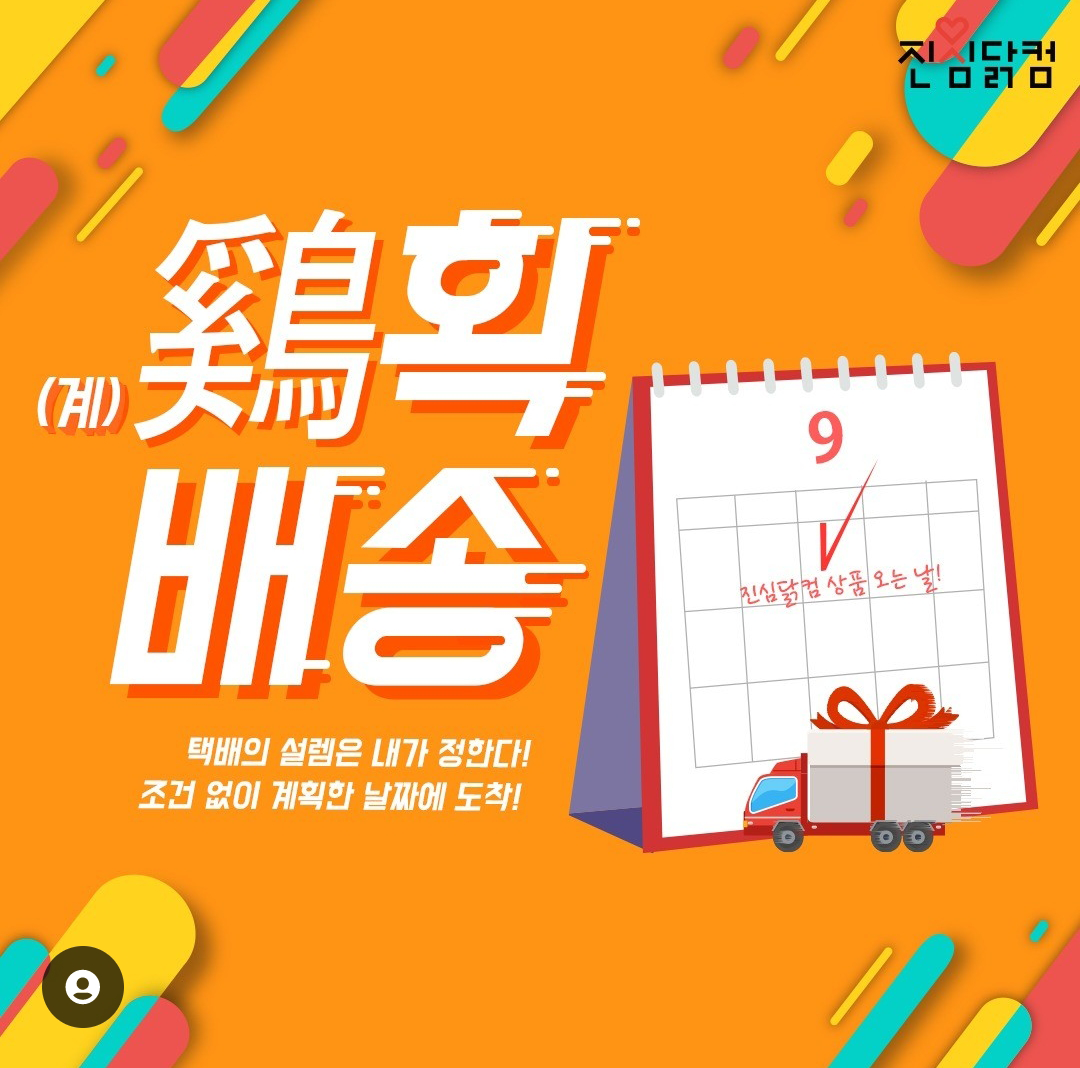 진심닭컴
(계)鷄획
배송
택배의 설렘은 내가 정한다!
조건 없이 계획한 날짜에 도착!
9
진심닭컴 상품 오는 날!